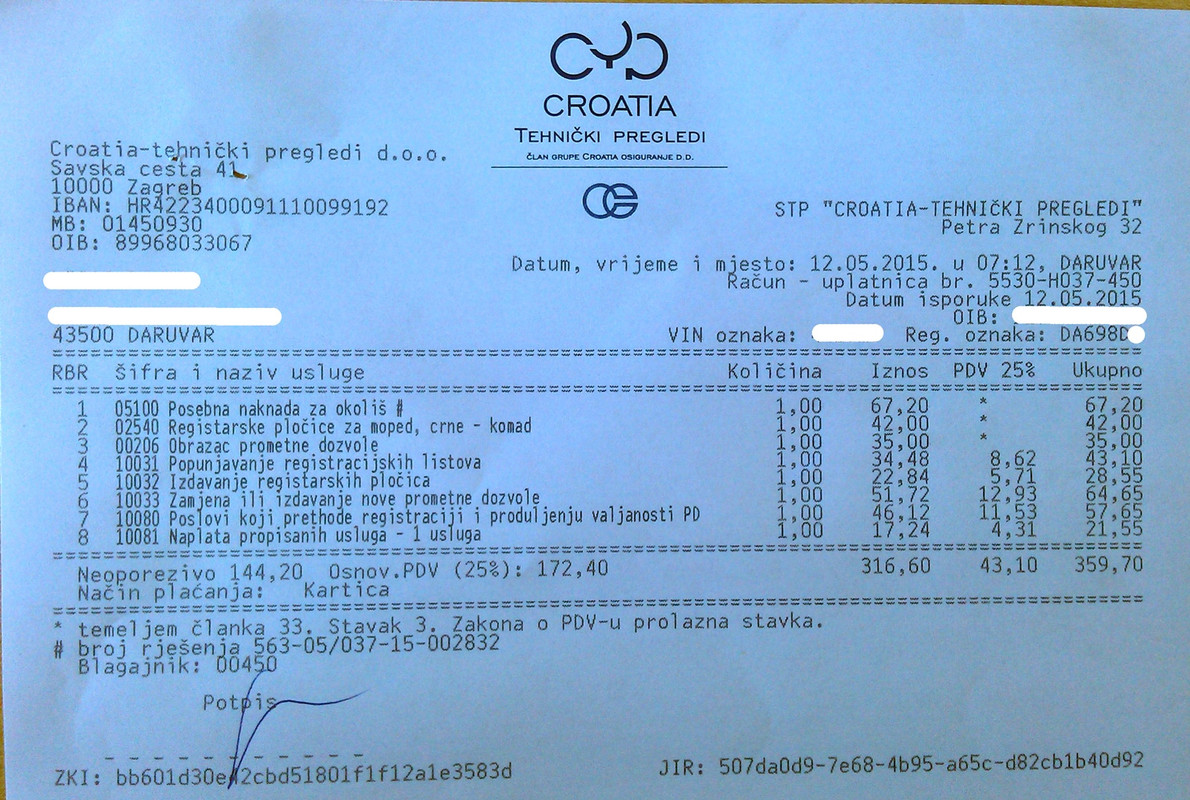 CROATIA
TEHNIČKI PREGLEDI
ČLAN GRUPE CROATIA OSIGURANJE D.D.
Croatia-tehnički pregledi d.o.o.
Savska cesta 41
10000 Zagreb
IBAN: HR4223400091110099192
MB: 01450930
OIB: 89968033067
STP "CROATIA-TEHNIČKI PREGLEDI"
Petra Zrinskog 32
Datum, vrijeme i mjesto: 12.05.2015. u 07:12, DARUVAR
Račun - uplatnica br. 5530-H037-450
Datum isporuke 12.05.2015
OIB:
43500 DARUVAR VIN oznaka: Reg. oznaka: DA698D
RBR Šifra i naziv usluge Količina Iznos PDV 25% Ukupno
1 05100 Posebna naknada za okoliš # 1,00 67,20 * 67,20
2 02540 Registarske pločice za moped, crne - komad 1,00 42,00 * 42,00
3 00206 Obrazac prometne dozvole 1,00 35,00 * 35,00
4 10031 Popunjavanje registracijskih listova 1,00 34,48 8,62 43,10
5 10032 Izdavanje registarskih pločica 1,00 22,84 5,71 28,55
6 10033 Zamjena ili izdavanje nove prometne dozvole 1,00 51,72 12,93 64,65
7 10080 Poslovi koji prethode registraciji i produljenju valjanosti PD 1,00 46,12 11,53 57,65
8 10081 Naplata propisanih usluga - 1 usluga 1,00 17,24 4,31 21,55
Neoporezivo 144,20 Osnov.PDV (25%): 172,40 316,60 43,10 359,70
Način plaćanja: Kartica
* temeljem članka 33. Stavak 3. Zakona o PDV-u prolazna stavka.
# broj rješenja 563-05/037-15-002832
Blagajnik: 00450
Potpis
ZKI: JIR: 507da0d9-7e68-4b95-a65c-d82cb1b40d92